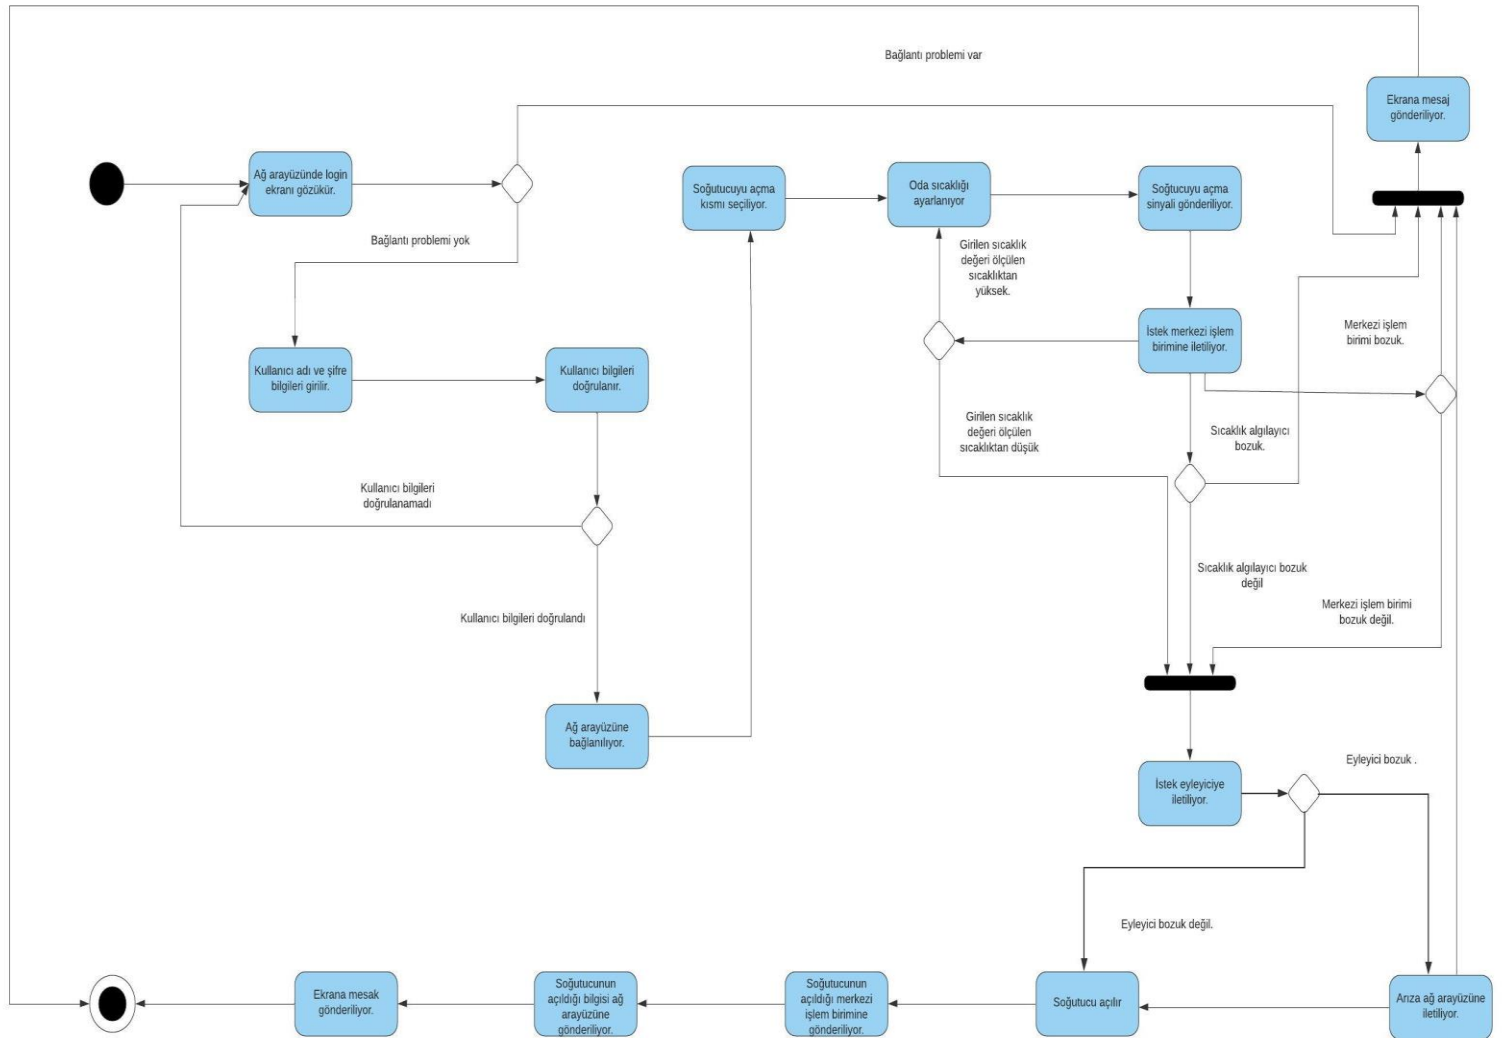 Bağlantı problemi var
Ekrana mesaj
gönderiliyor.
Ağ arayüzünde login
ekranı gözükür.
Soğutucuyu açma
kısmı seçiliyor.
Oda sıcaklığı
ayarlanıyor
Soğtucuyu açma
sinyali gönderiliyor.
Bağlantı problemi yok
Girilen sıcaklık
değeri ölçülen
sıcaklıktan
yüksek.
İstek merkezi işlem
birimine iletiliyor.
Merkezi işlem
birimi bozuk.
Kullanıcı adı ve şifre
bilgileri girilir.
Kullanıcı bilgileri
doğrulanır.
Girilen sıcaklık
değeri ölçülen
sıcaklıktan düşük
Sıcaklık algılayıcı
bozuk.
Kullanıcı bilgileri
doğrulanamadı
Sıcaklık algılayıcı bozuk
değil
Kullanıcı bilgileri doğrulandı
Merkezi işlem birimi
bozuk değil.
Ağ arayüzüne
bağlanılıyor.
İstek eyleyiciye
iletiliyor.
Eyleyici bozuk .
Eyleyici bozuk değil.
Ekrana mesak
gönderiliyor.
Soğutucunun
açıldığı bilgisi ağ
arayüzüne
gönderiliyor.
Soğutucunun
açıldığı merkezi
işlem birimine
gönderiliyor.
Soğutucu açılır
Arıza ağ arayüzüne
iletiliyor.